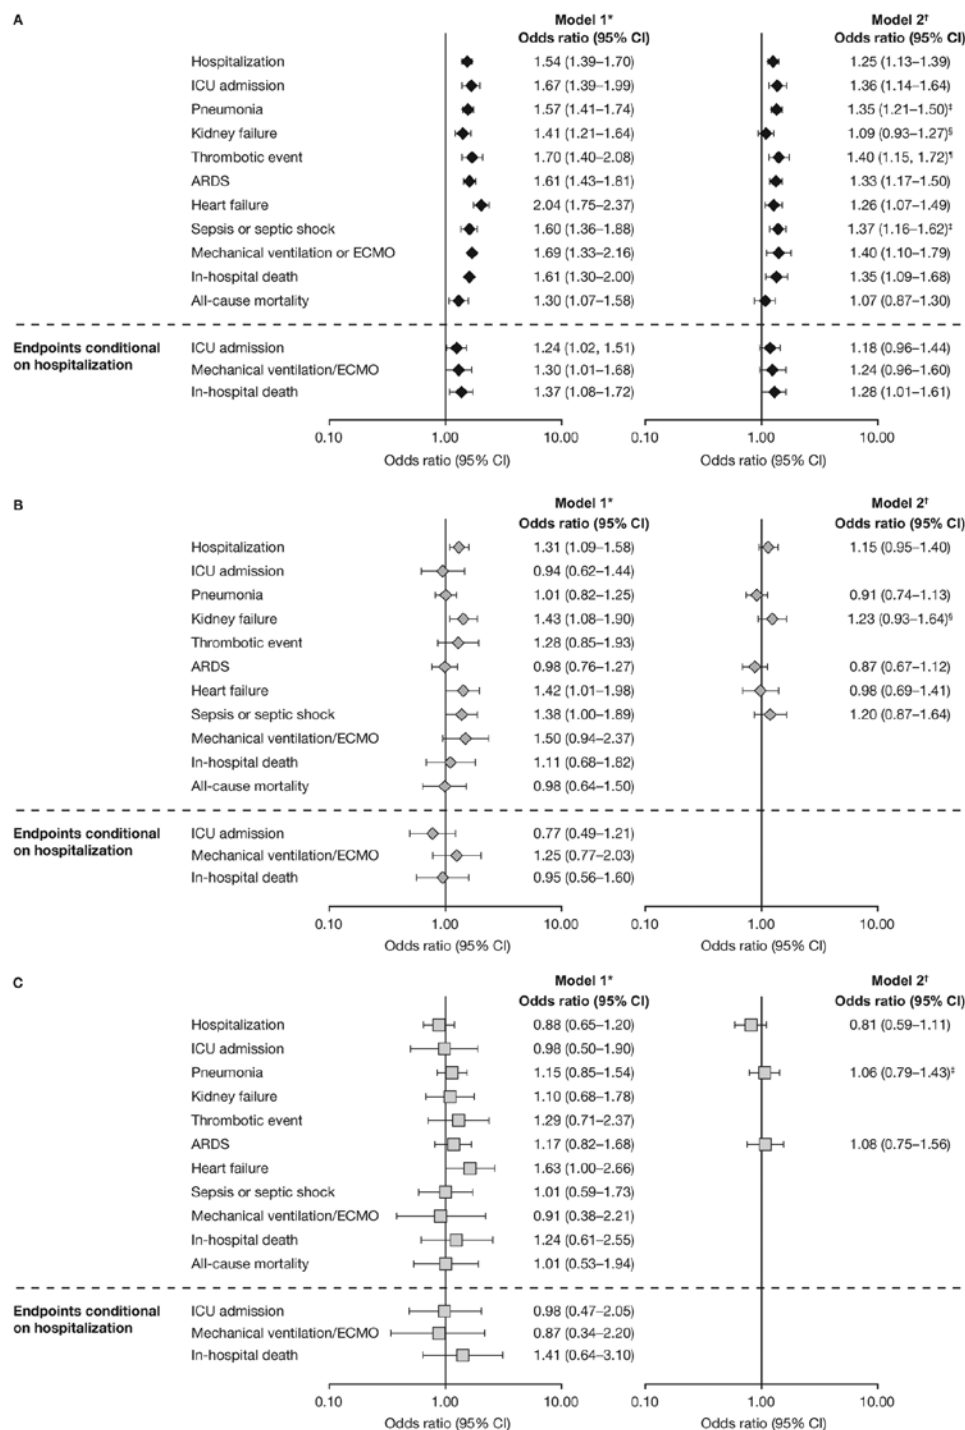 A
Model 1*
Model 2†
Odds ratio (95% CI)
Odds ratio (95% CI)
Hospitalization 1.54 (1.39–1.70) 1.25 (1.13–1.39)
ICU admission 1.67 (1.39–1.99) 1.36 (1.14–1.64)
Pneumonia 1.57 (1.41–1.74) 1.35 (1.21–1.50)‡
Kidney failure 1.41 (1.21–1.64) 1.09 (0.93–1.27)§
Thrombotic event 1.70 (1.40–2.08) 1.40 (1.15, 1.72)¶
ARDS 1.61 (1.43–1.81) 1.33 (1.17–1.50)
Heart failure 2.04 (1.75–2.37) 1.26 (1.07–1.49)
Sepsis or septic shock 1.60 (1.36–1.88) 1.37 (1.16–1.62)‡
Mechanical ventilation or ECMO 1.69 (1.33–2.16) 1.40 (1.10–1.79)
In-hospital death 1.61 (1.30–2.00) 1.35 (1.09–1.68)
All-cause mortality 1.30 (1.07–1.58) 1.07 (0.87–1.30)
Endpoints conditional
on hospitalization
ICU admission 1.24 (1.02, 1.51) 1.18 (0.96–1.44)
Mechanical ventilation/ECMO 1.30 (1.01–1.68) 1.24 (0.96–1.60)
In-hospital death 1.37 (1.08–1.72) 1.28 (1.01–1.61)
0.10 1.00 10.00 0.10 1.00 10.00
Odds ratio (95% CI) Odds ratio (95% CI)
B
Model 1*
Model 2†
Odds ratio (95% CI)
Odds ratio (95% CI)
Hospitalization 1.31 (1.09–1.58) 1.15 (0.95–1.40)
ICU admission 0.94 (0.62–1.44)
Pneumonia 1.01 (0.82–1.25) 0.91 (0.74–1.13)
Kidney failure 1.43 (1.08–1.90) 1.23 (0.93–1.64)§
Thrombotic event 1.28 (0.85–1.93)
ARDS 0.98 (0.76–1.27) 0.87 (0.67–1.12)
Heart failure 1.42 (1.01–1.98) 0.98 (0.69–1.41)
Sepsis or septic shock 1.38 (1.00–1.89) 1.20 (0.87–1.64)
Mechanical ventilation/ECMO 1.50 (0.94–2.37)
In-hospital death 1.11 (0.68–1.82)
All-cause mortality 0.98 (0.64–1.50)
Endpoints conditional
on hospitalization
ICU admission 0.77 (0.49–1.21)
Mechanical ventilation/ECMO 1.25 (0.77–2.03)
In-hospital death 0.95 (0.56–1.60)
0.10 1.00 10.00 0.10 1.00 10.00
Odds ratio (95% CI) Odds ratio (95% CI)
C
Model 1*
Model 2†
Odds ratio (95% CI)
Odds ratio (95% CI)
Hospitalization 0.88 (0.65–1.20) 0.81 (0.59–1.11)
ICU admission 0.98 (0.50–1.90)
Pneumonia 1.15 (0.85–1.54) 1.06 (0.79–1.43)‡
Kidney failure 1.10 (0.68–1.78)
Thrombotic event 1.29 (0.71–2.37)
ARDS 1.17 (0.82–1.68) 1.08 (0.75–1.56)
Heart failure 1.63 (1.00–2.66)
Sepsis or septic shock 1.01 (0.59–1.73)
Mechanical ventilation/ECMO 0.91 (0.38–2.21)
In-hospital death 1.24 (0.61–2.55)
All-cause mortality 1.01 (0.53–1.94)
Endpoints conditional
on hospitalization
ICU admission 0.98 (0.47–2.05)
Mechanical ventilation/ECMO 0.87 (0.34–2.20)
In-hospital death 1.41 (0.64–3.10)
0.10 1.00 10.00 0.10 1.00 10.00
Odds ratio (95% CI) Odds ratio (95% CI)